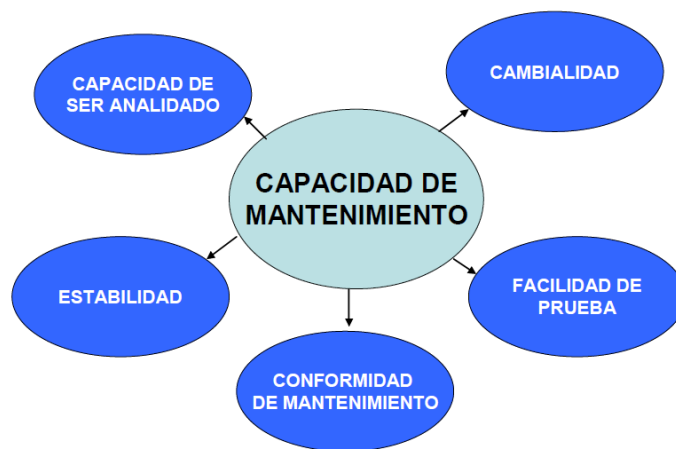 CAPACIDAD DE
SER ANALIDADO
CAMBIALIDAD
CAPACIDAD DE
MANTENIMIENTO
ESTABILIDAD
FACILIDAD DE
PRUEBA
CONFORMIDAD
DE MANTENIMIENTO